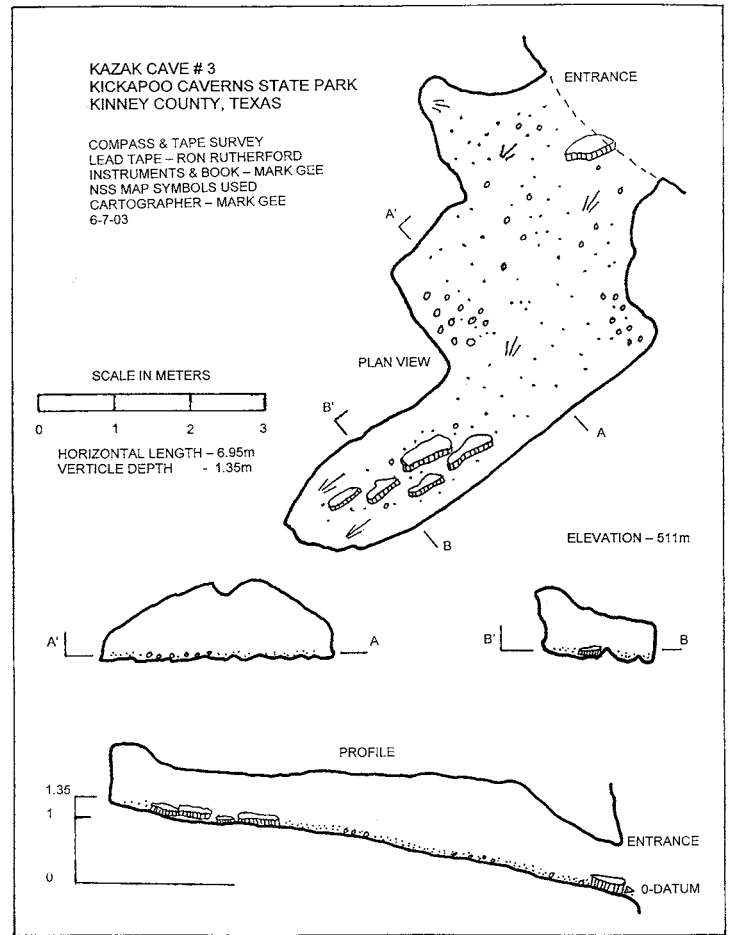 KAZAK CAVE # 3
KICKAPOO CAVERNS STATE PARK
KINNEY COUNTY, TEXAS
COMPASS & TAPE SURVEY
LEAD TAPE – RON RUTHERFORD
INSTRUMENTS & BOOK – MARK GEE
NSS MAP SYMBOLS USED
CARTOGRAPHER – MARK GEE
6-7-03
ENTRANCE
A'
PLAN VIEW
SCALE IN METERS
0 1 2 3
B'
A
HORIZONTAL LENGTH – 6.95m
VERTICLE DEPTH - 1.35m
B
ELEVATION – 511m
A' A
B' B
PROFILE
1.35
1
ENTRANCE
0
0-DATUM